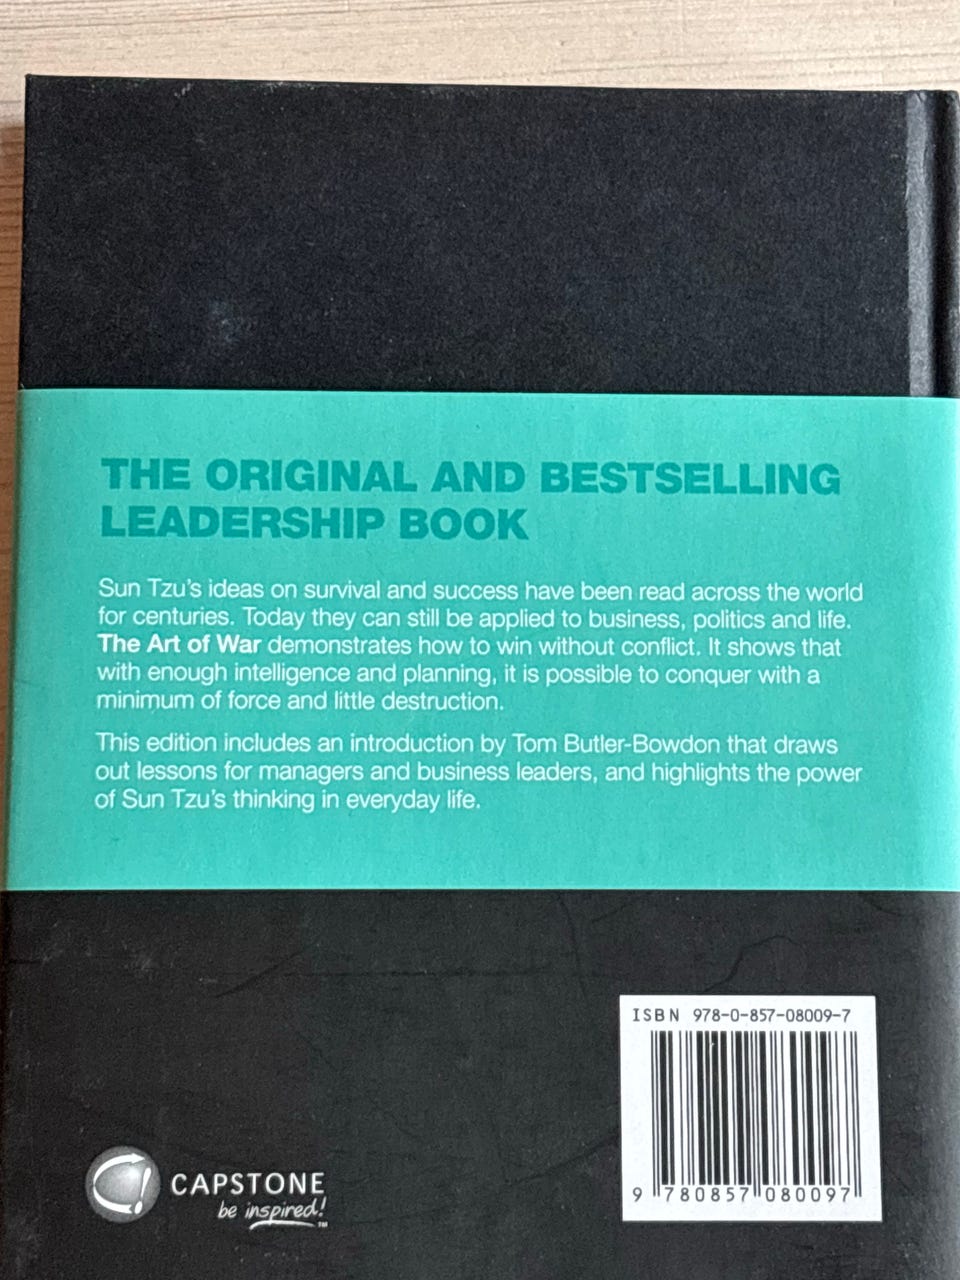 THE ORIGINAL AND BESTSELLING
LEADERSHIP BOOK
Sun Tzu's ideas on survival and success have been read across the world
for centuries. Today they can still be applied to business, politics and life.
The Art of War demonstrates how to win without conflict. It shows that
with enough intelligence and planning, it is possible to conquer with a
minimum of force and little destruction.
This edition includes an introduction by Tom Butler-Bowdon that draws
out lessons for managers and business leaders, and highlights the power
of Sun Tzu's thinking in everyday life.
ISBN 978-0-857-08009-7
9 780857 080097
CAPSTONE
be inspired!™